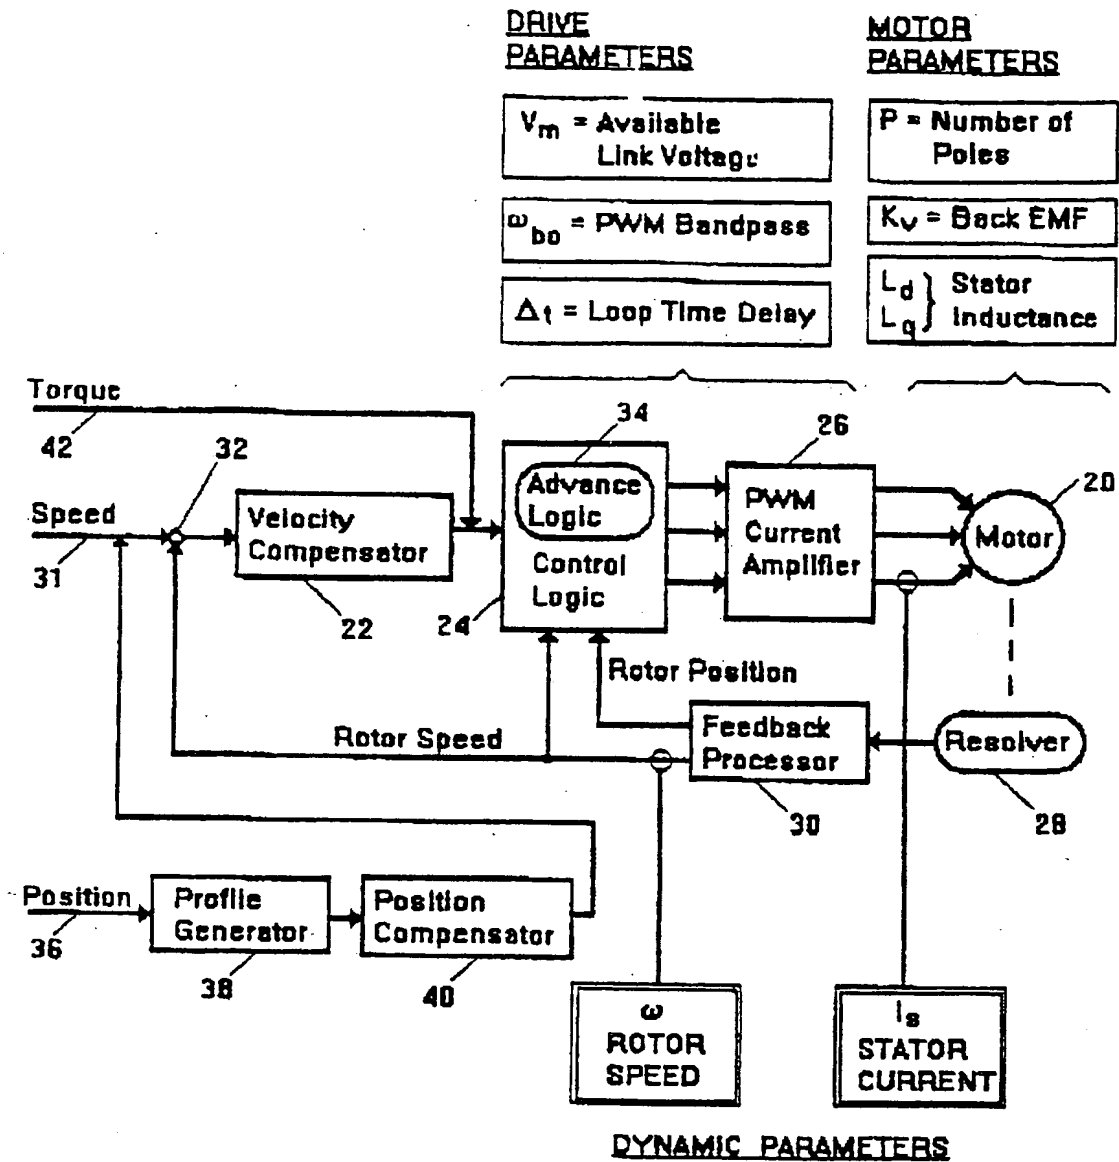 DRIVE
PARAMETERS
MOTOR
PARAMETERS
Vm = Available
Link Voltage
P = Number of
Poles
ωbo = PWM Bandpass
Kv = Back EMF
Δt = Loop Time Delay
Ld } Stator
Lq } Inductance
Torque
42
32
34
26
20
Speed
31
Velocity
Compensator
22
Advance
Logic
Control
Logic
24
PWM
Current
Amplifier
Motor
Rotor Position
Rotor Speed
Feedback
Processor
30
Resolver
28
Position
36
Profile
Generator
38
Position
Compensator
40
ω
ROTOR
SPEED
Is
STATOR
CURRENT
DYNAMIC PARAMETERS